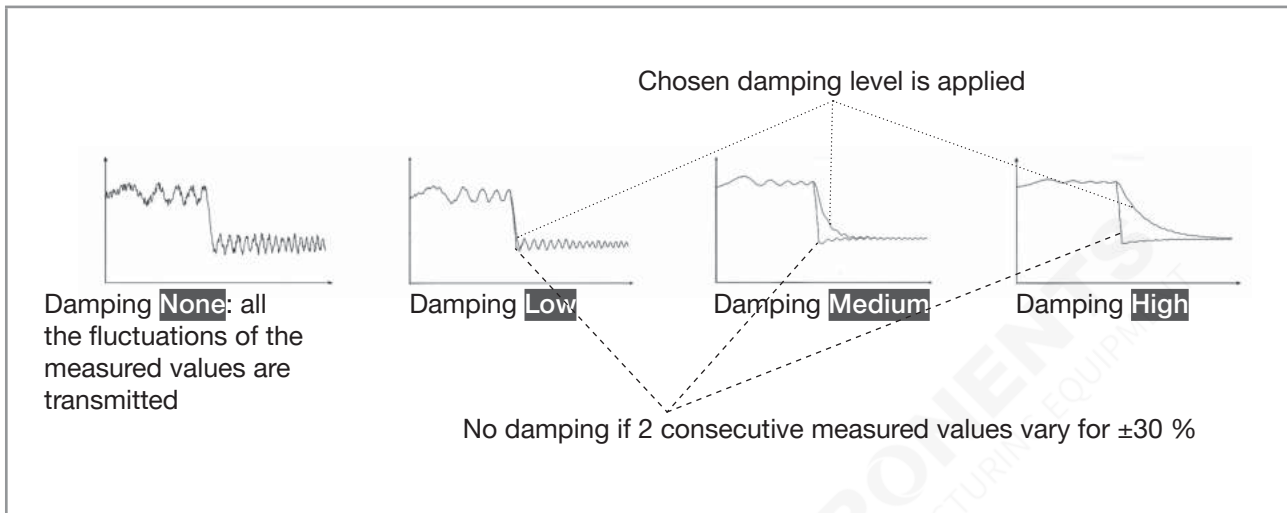 Chosen damping level is applied
Damping None: all
the fluctuations of the
measured values are
transmitted
Damping Low
Damping Medium
Damping High
No damping if 2 consecutive measured values vary for ±30 %